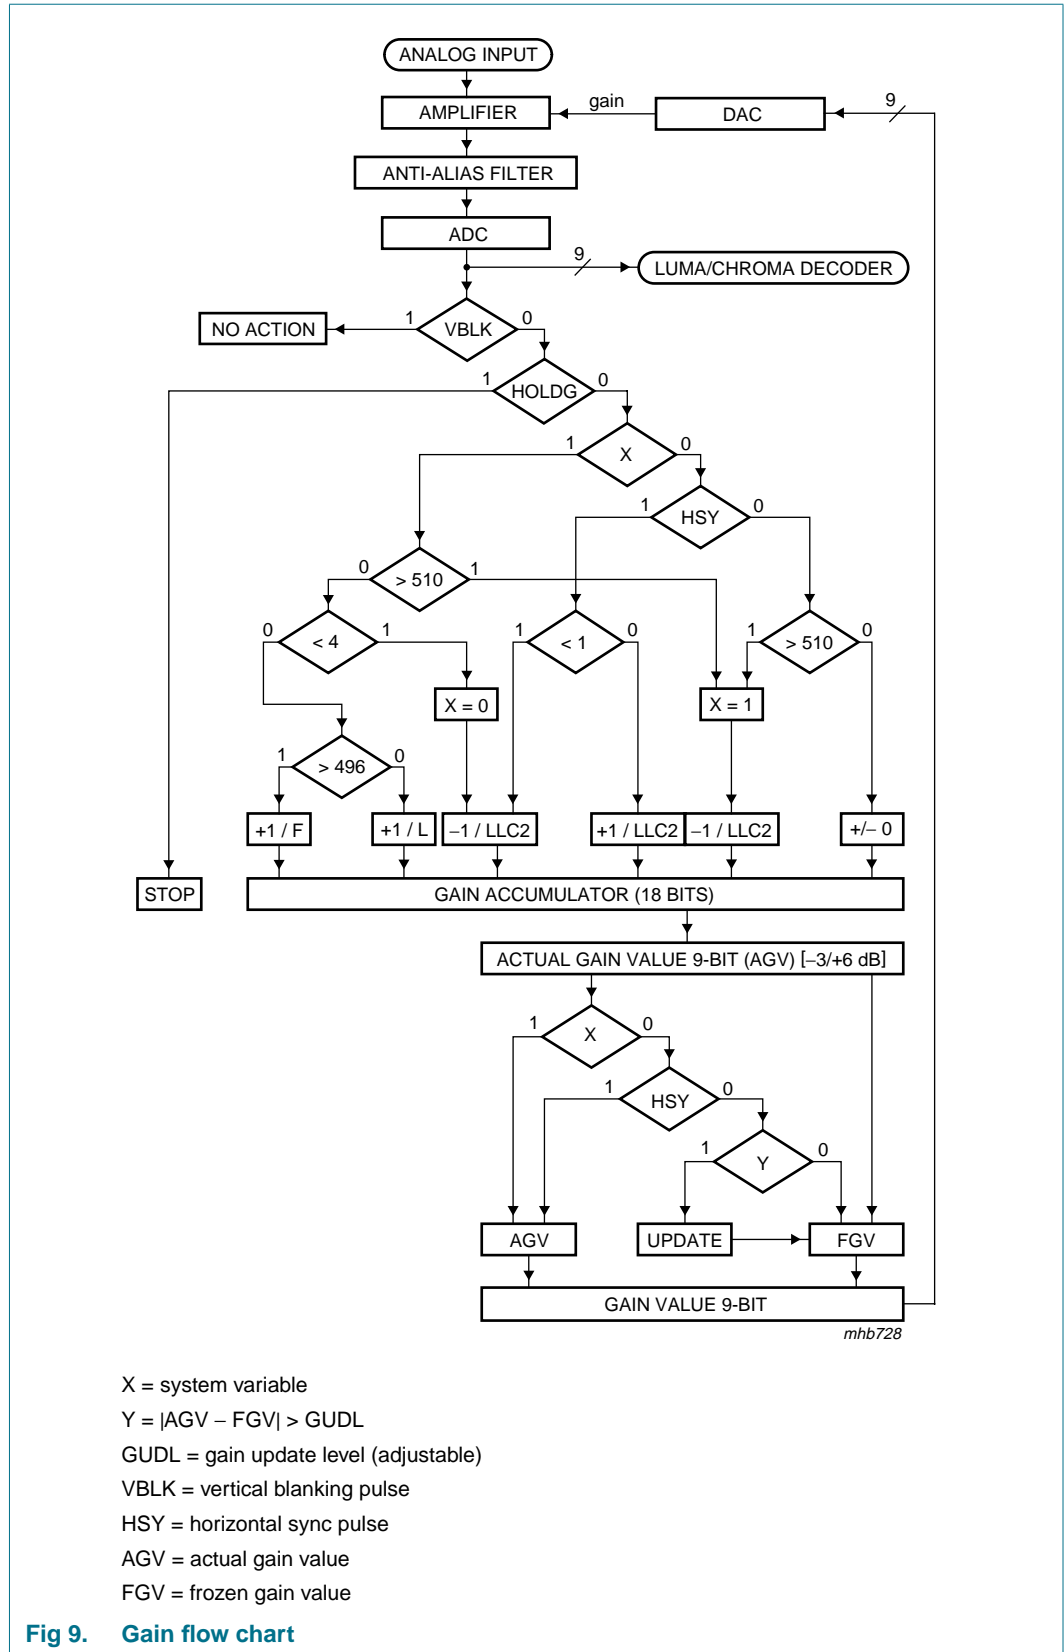 ANALOG INPUT
AMPLIFIER
gain
DAC
9
ANTI-ALIAS FILTER
ADC
9
LUMA/CHROMA DECODER
NO ACTION
1
VBLK
0
1
HOLDG
0
1
X
0
1
HSY
0
0
> 510
1
0
< 4
1
1
< 1
0
1
> 510
0
X = 0
X = 1
1
> 496
0
+1 / F
+1 / L
−1 / LLC2
+1 / LLC2
−1 / LLC2
+/− 0
STOP
GAIN ACCUMULATOR (18 BITS)
ACTUAL GAIN VALUE 9-BIT (AGV) [−3/+6 dB]
1
X
0
1
HSY
0
1
Y
0
AGV
UPDATE
FGV
GAIN VALUE 9-BIT
mhb728
X = system variable
Y = |AGV − FGV| > GUDL
GUDL = gain update level (adjustable)
VBLK = vertical blanking pulse
HSY = horizontal sync pulse
AGV = actual gain value
FGV = frozen gain value
Fig 9. Gain flow chart